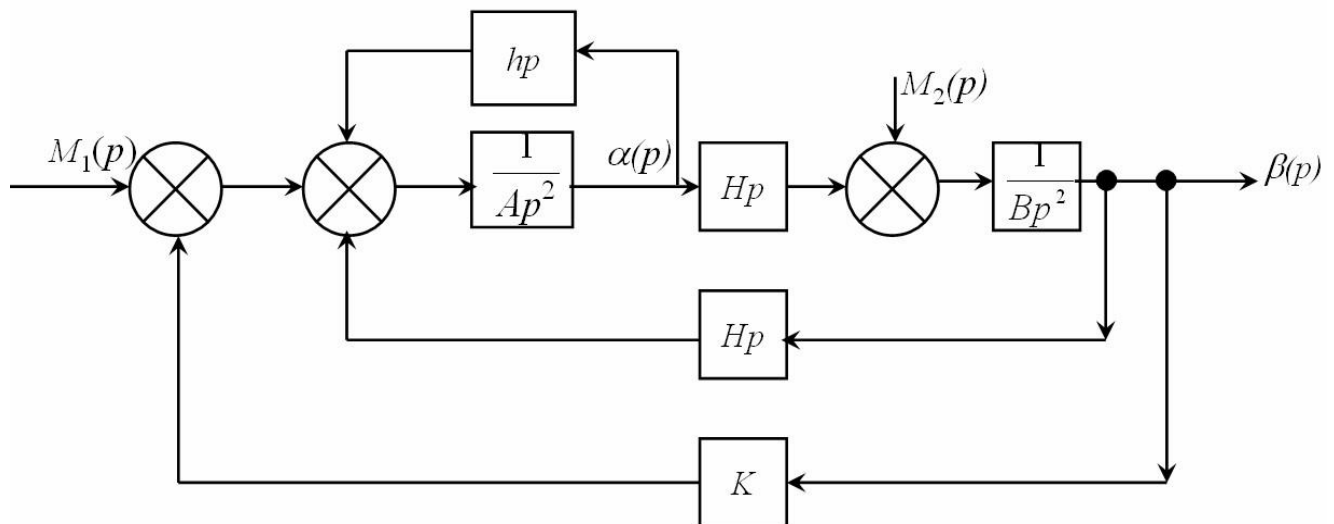 hp
M₂(p)
M₁(p)
1
Ap²
α(p)
Hp
1
Bp²
β(p)
Hp
K